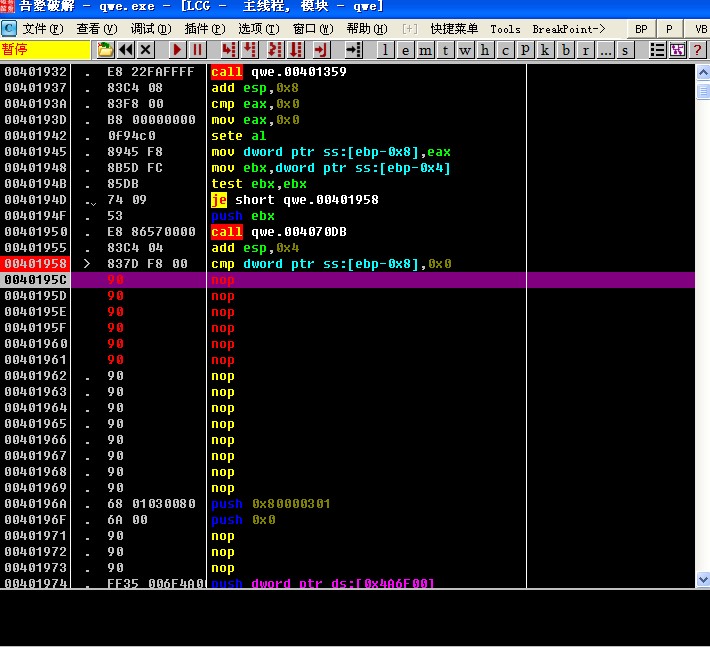 吾爱破解 - qwe.exe - [LCG - 主线程, 模块 - qwe]
文件(F) 查看(V) 调试(D) 插件(P) 选项(T) 窗口(W) 帮助(H) [+] 快捷菜单 Tools BreakPoint-> BP P VB
暂停 l e m t w h c p k b r ... s ?
00401932 . E8 22FAFFFF call qwe.00401359
00401937 . 83C4 08 add esp,0x8
0040193A . 83F8 00 cmp eax,0x0
0040193D . B8 00000000 mov eax,0x0
00401942 . 0F94c0 sete al
00401945 . 8945 F8 mov dword ptr ss:[ebp-0x8],eax
00401948 . 8B5D FC mov ebx,dword ptr ss:[ebp-0x4]
0040194B . 85DB test ebx,ebx
0040194D . 74 09 je short qwe.00401958
0040194F . 53 push ebx
00401950 . E8 86570000 call qwe.004070DB
00401955 . 83C4 04 add esp,0x4
00401958 > 837D F8 00 cmp dword ptr ss:[ebp-0x8],0x0
0040195C 90 nop
0040195D 90 nop
0040195E 90 nop
0040195F 90 nop
00401960 90 nop
00401961 90 nop
00401962 . 90 nop
00401963 . 90 nop
00401964 . 90 nop
00401965 . 90 nop
00401966 . 90 nop
00401967 . 90 nop
00401968 . 90 nop
00401969 . 90 nop
0040196A . 68 01030080 push 0x80000301
0040196F . 6A 00 push 0x0
00401971 . 90 nop
00401972 . 90 nop
00401973 . 90 nop
00401974 . FF35 006F4A00 push dword ptr ds:[0x4A6F00]